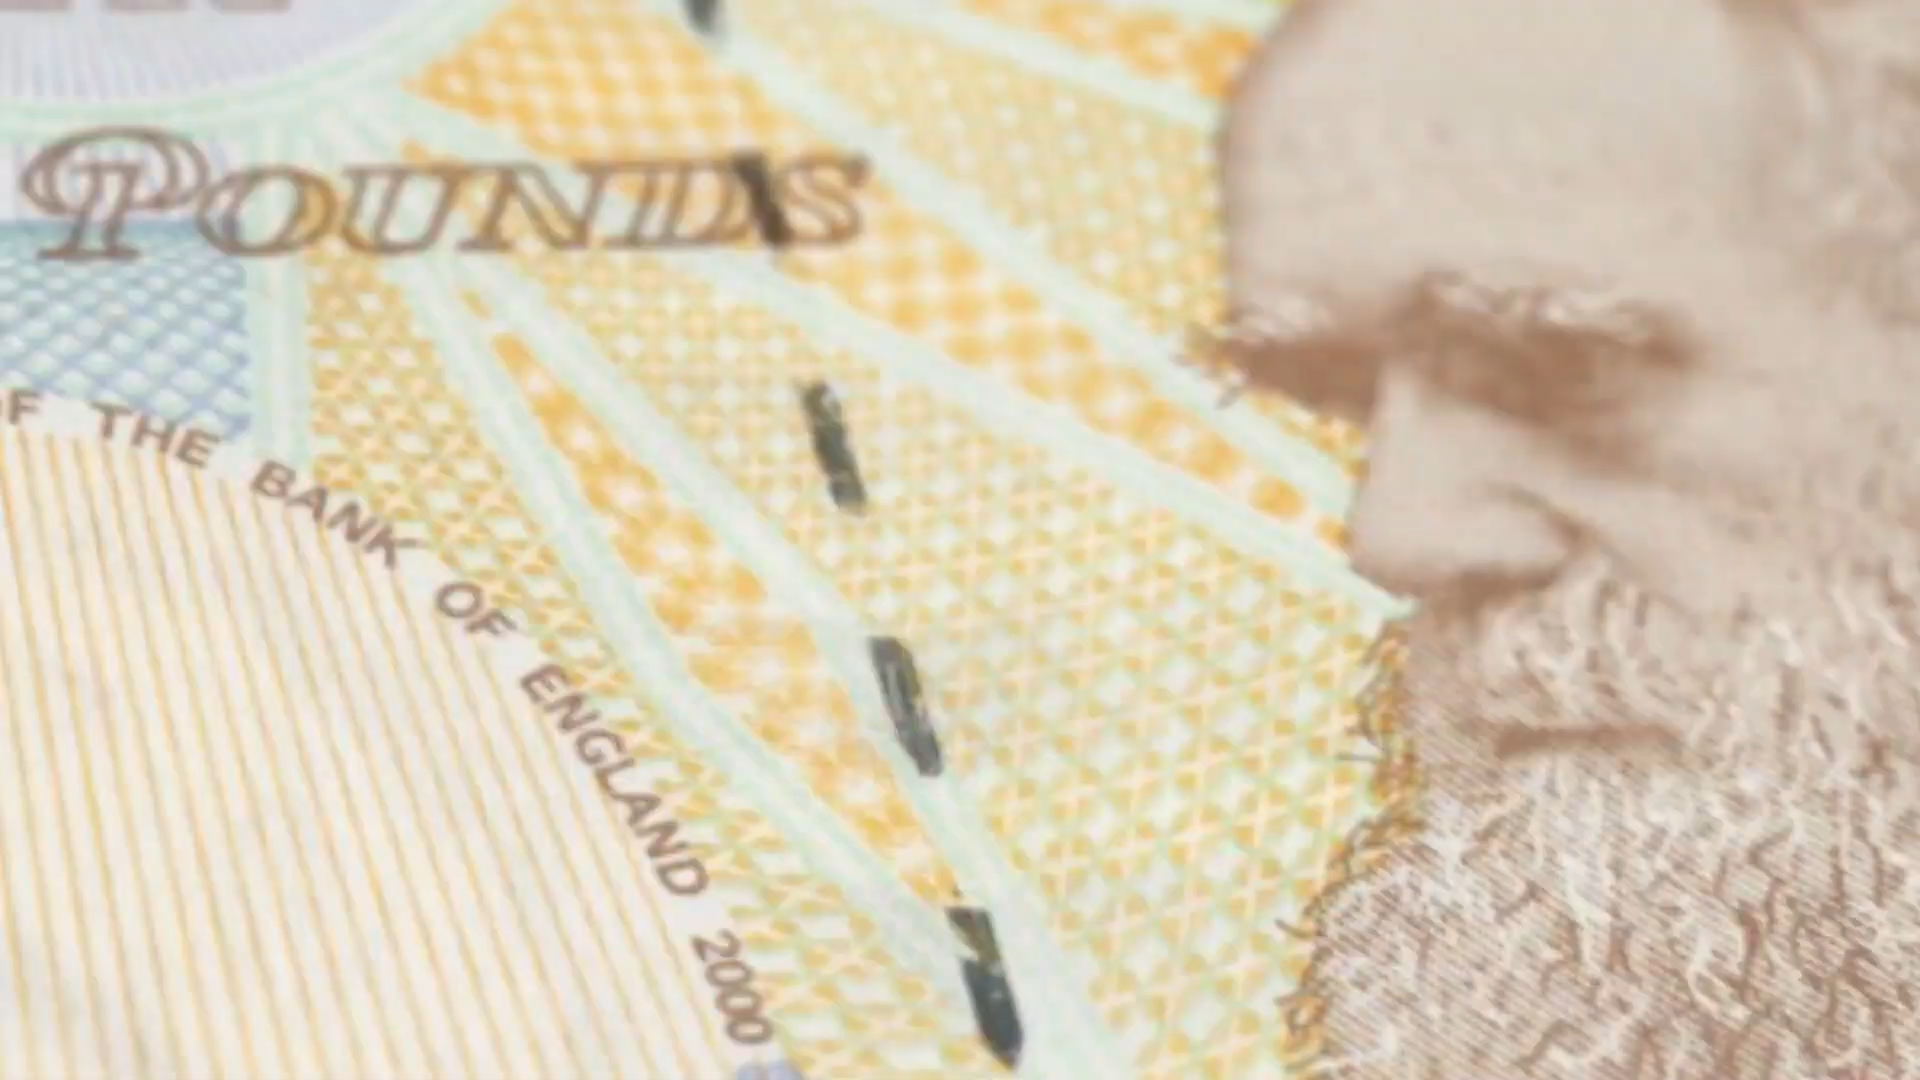 POUNDS
OF THE BANK OF ENGLAND 2000